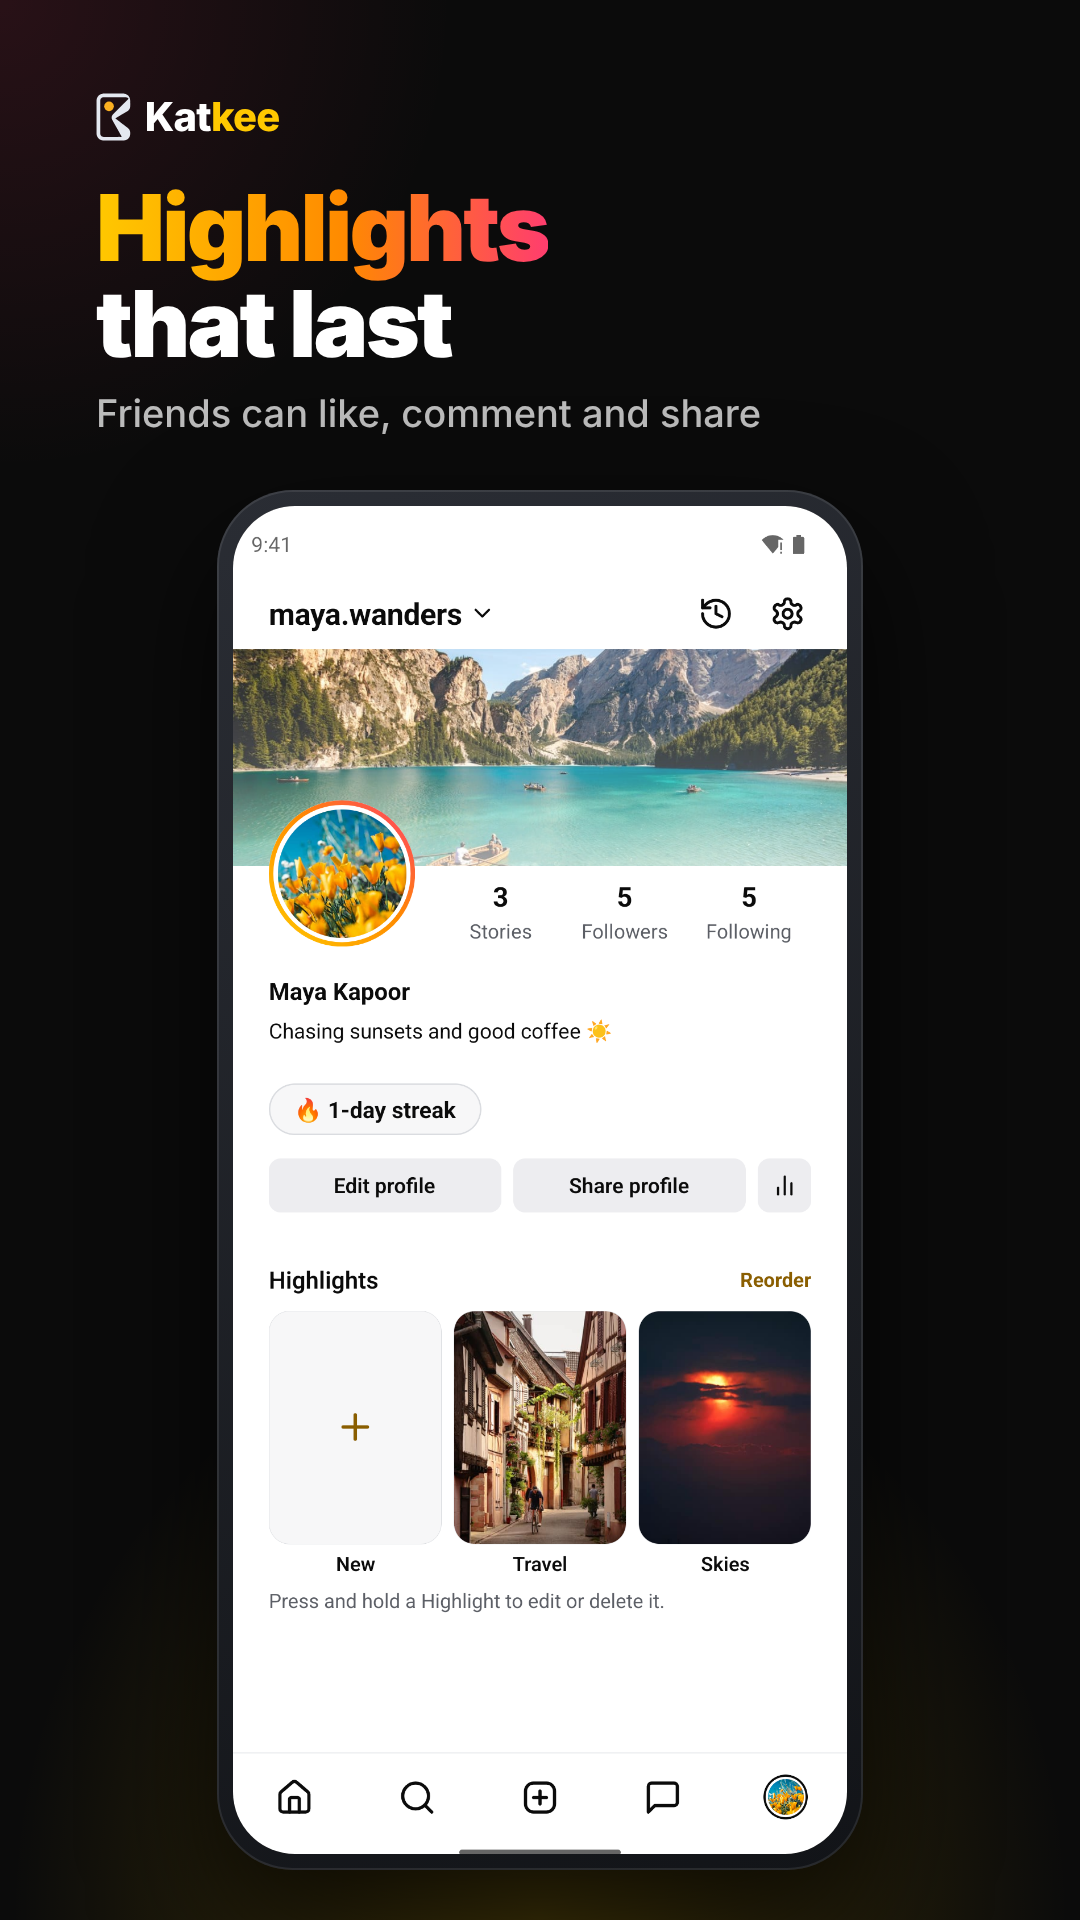 Katkee
Highlights
that last
Friends can like, comment and share
9:41
maya.wanders
3
Stories
5
Followers
5
Following
Maya Kapoor
Chasing sunsets and good coffee ☀️
🔥 1-day streak
Edit profile
Share profile
Highlights
Reorder
New
Travel
Skies
Press and hold a Highlight to edit or delete it.